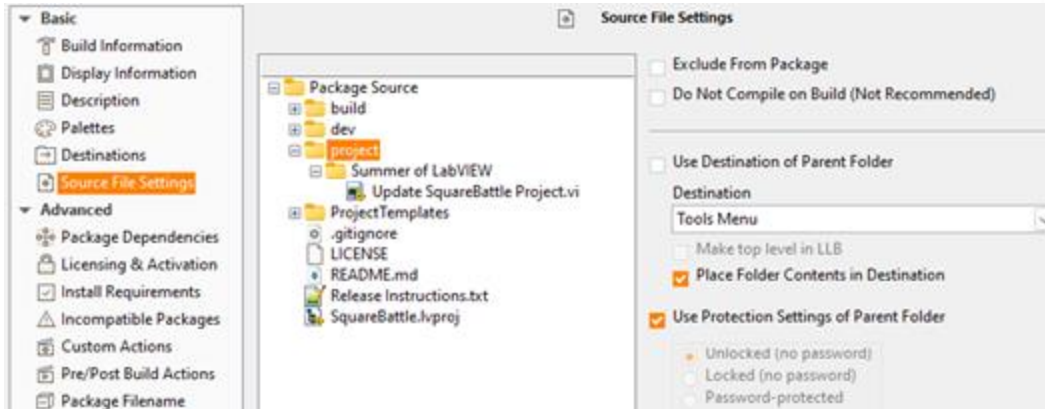 Basic
Build Information
Display Information
Description
Palettes
Destinations
Source File Settings
Advanced
Package Dependencies
Licensing & Activation
Install Requirements
Incompatible Packages
Custom Actions
Pre/Post Build Actions
Package Filename
Source File Settings
Package Source
build
dev
project
Summer of LabVIEW
Update SquareBattle Project.vi
ProjectTemplates
.gitignore
LICENSE
README.md
Release Instructions.txt
SquareBattle.lvproj
Exclude From Package
Do Not Compile on Build (Not Recommended)
Use Destination of Parent Folder
Destination
Tools Menu
Make top level in LLB
Place Folder Contents in Destination
Use Protection Settings of Parent Folder
Unlocked (no password)
Locked (no password)
Password-protected